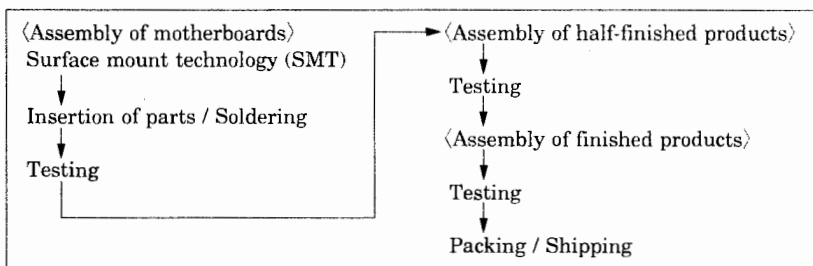 〈Assembly of motherboards〉
Surface mount technology (SMT)
Insertion of parts / Soldering
Testing
〈Assembly of half-finished products〉
Testing
〈Assembly of finished products〉
Testing
Packing / Shipping